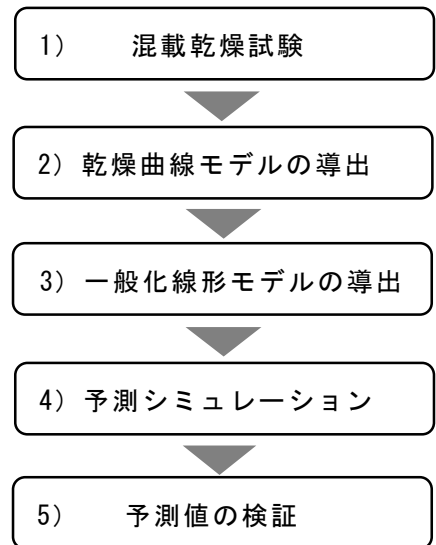 1) 混載乾燥試験
2) 乾燥曲線モデルの導出
3) 一般化線形モデルの導出
4) 予測シミュレーション
5) 予測値の検証